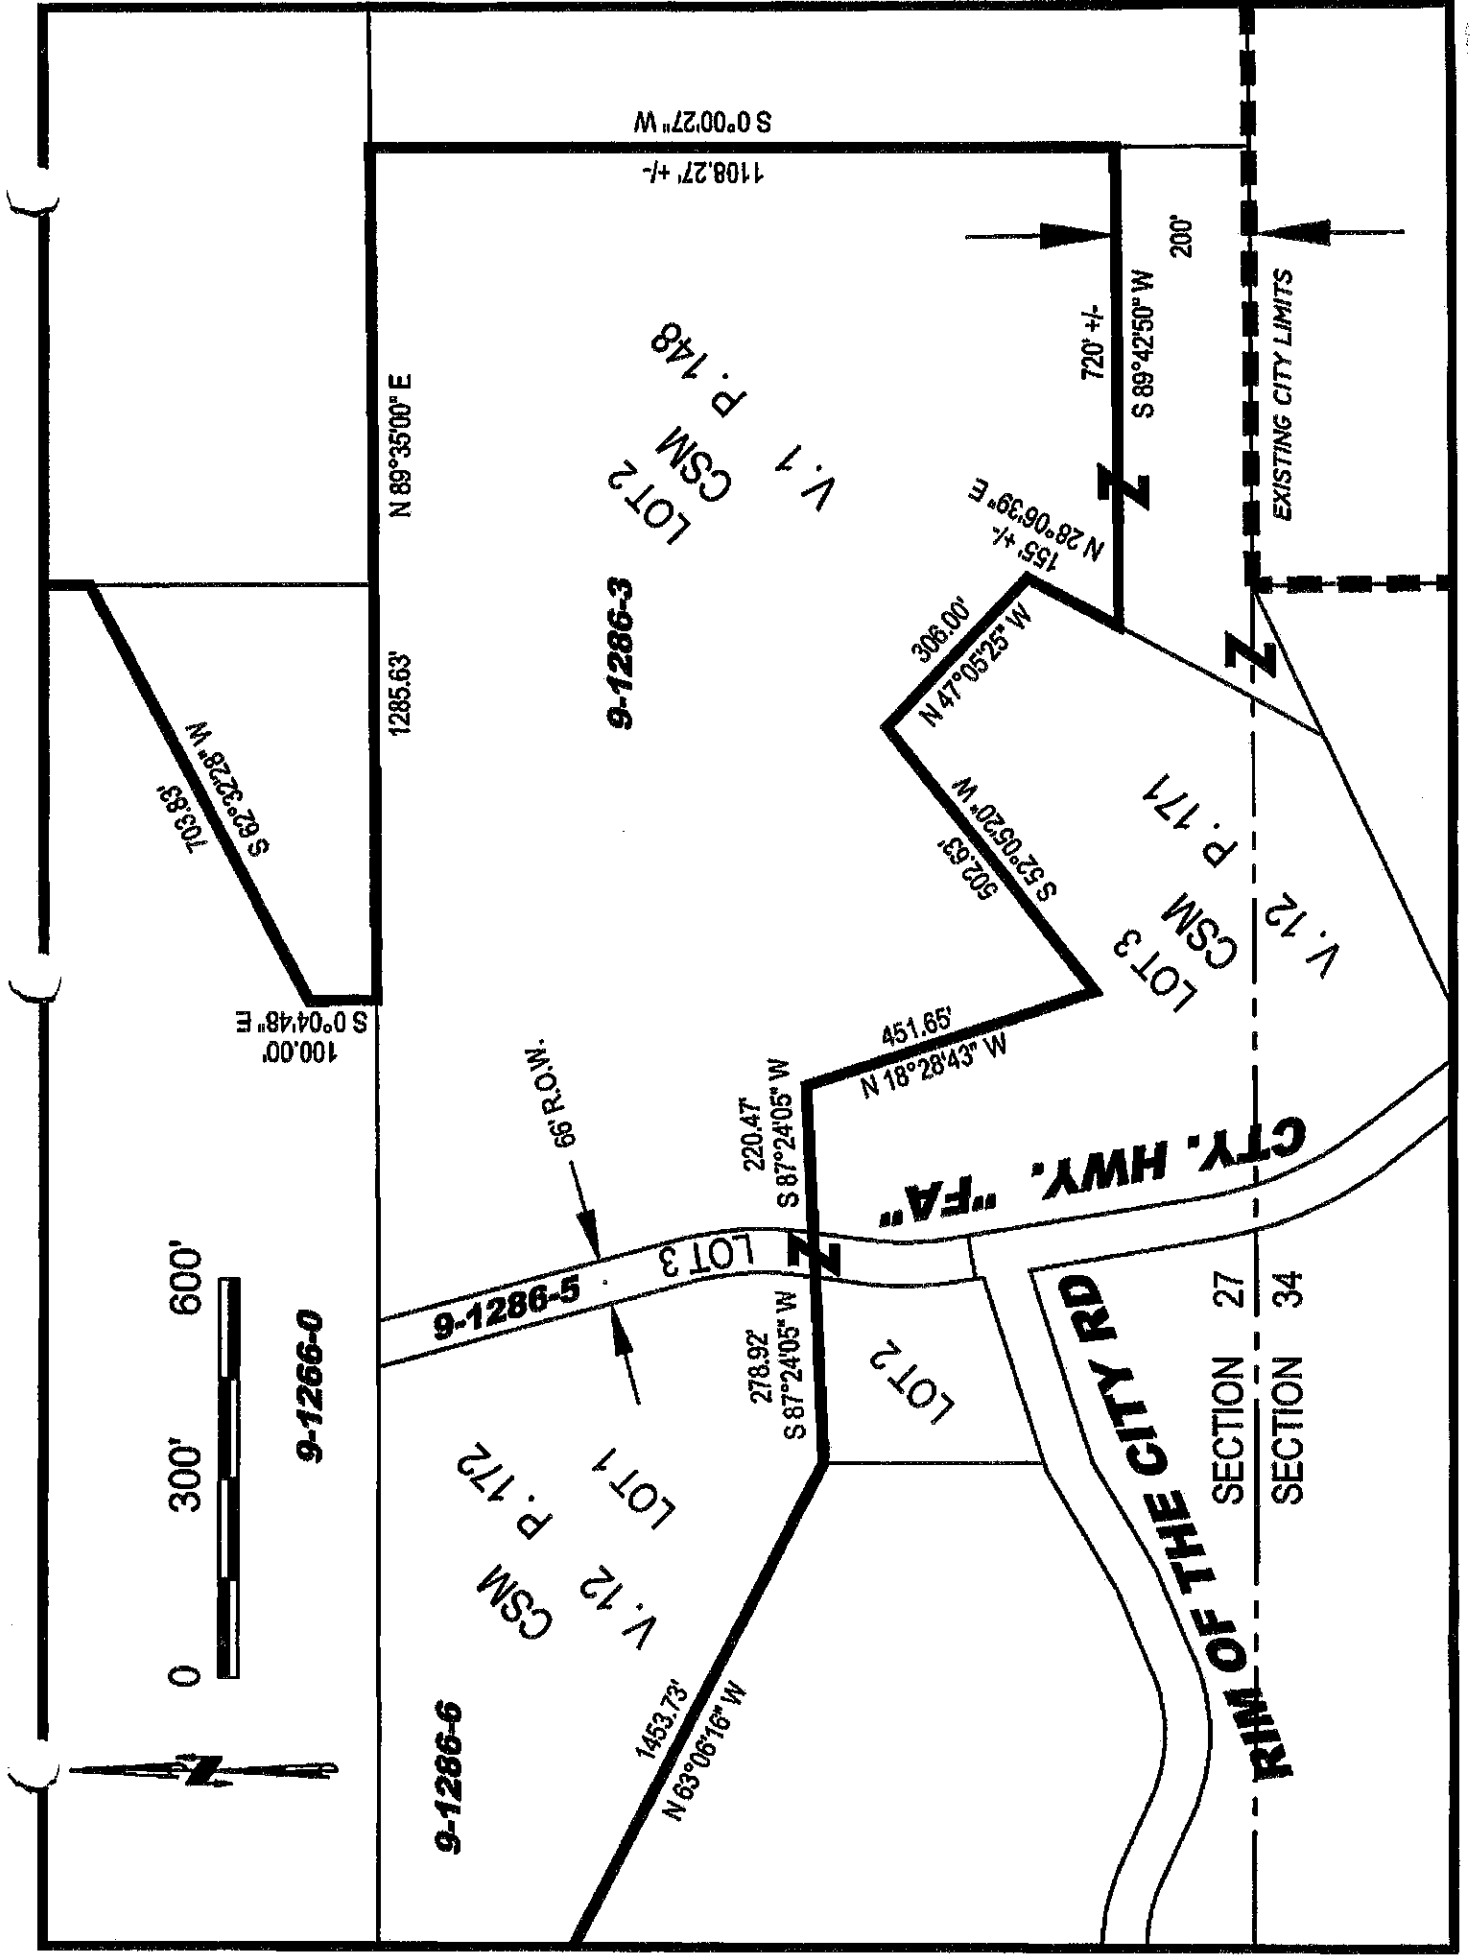 0 300' 600'
9-1266-0
100.00'
S 0°04'48" E
703.83'
S 62°32'28" W
1285.63'
N 89°35'00" E
S 0°00'27" W
1108.27' +/-
9-1286-6
CSM
V. 12 P. 172
LOT 1
9-1286-5
66' R.O.W.
LOT 3
9-1286-3
LOT 2
CSM
V. 1 P. 148
1453.73'
N 63°06'16" W
278.92'
S 87°24'05" W
220.47'
S 87°24'05" W
Z
451.65'
N 18°28'43" W
502.63'
S 52°05'20" W
306.00'
N 47°05'25" W
155' +/-
N 28°06'39" E
720' +/-
S 89°42'50" W
Z
200'
LOT 2
CTY. HWY. "FA"
LOT 3
CSM
V. 12 P. 171
Z
EXISTING CITY LIMITS
RIM OF THE CITY RD
SECTION 27
SECTION 34